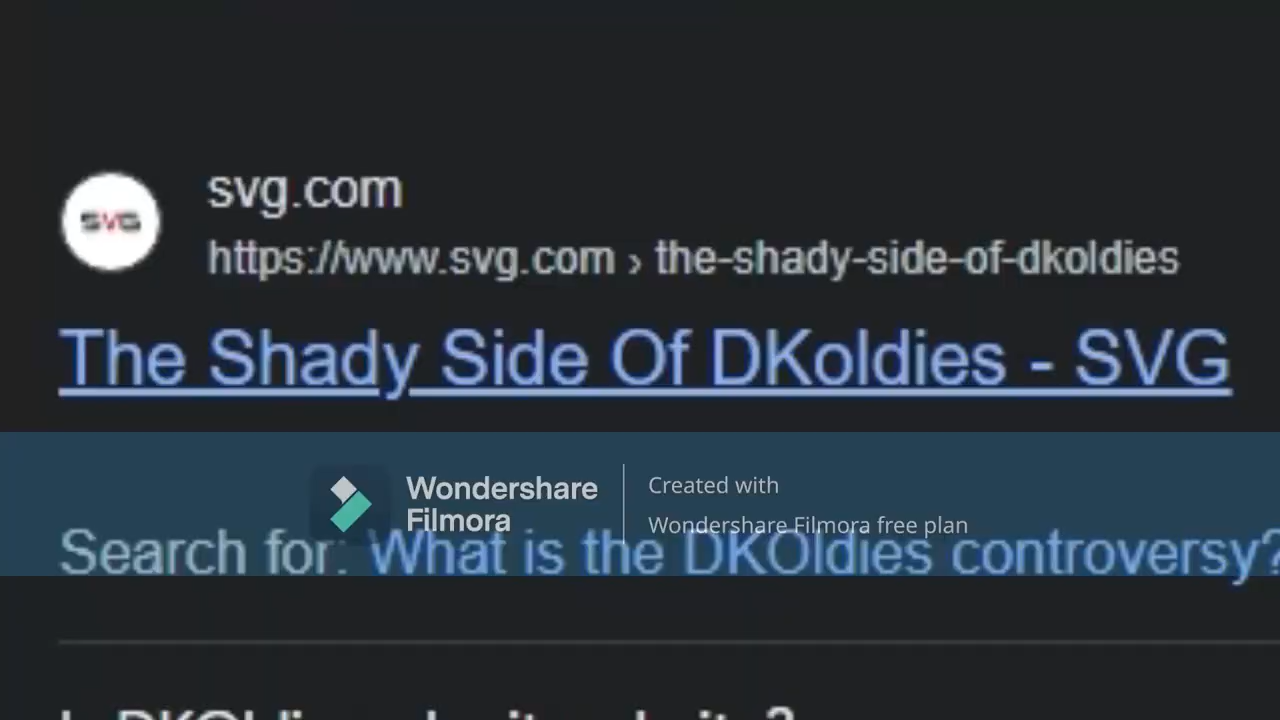 svg.com
SVG
https://www.svg.com › the-shady-side-of-dkoldies
The Shady Side Of DKoldies - SVG
Wondershare
Filmora
Created with
Wondershare Filmora free plan
Search for: What is the DKOldies controversy?